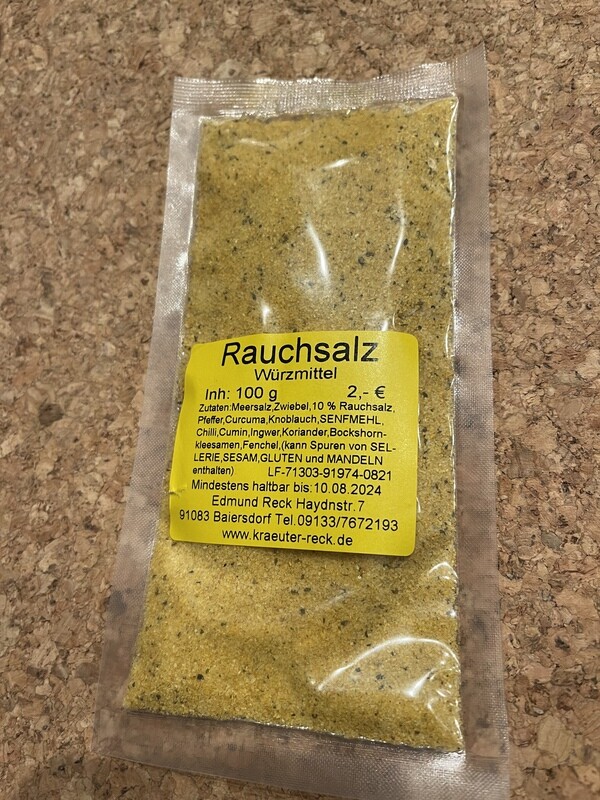 Rauchsalz
Würzmittel
Inh: 100 g 2,- €
Zutaten:Meersalz,Zwiebel,10 % Rauchsalz,
Pfeffer,Curcuma,Knoblauch,SENFMEHL,
Chilli,Cumin,Ingwer,Koriander,Bockshorn-
kleesamen,Fenchel,(kann Spuren von SEL-
LERIE,SESAM,GLUTEN und MANDELN
enthalten) LF-71303-91974-0821
Mindestens haltbar bis:10.08.2024
Edmund Reck Haydnstr.7
91083 Baiersdorf Tel.09133/7672193
www.kraeuter-reck.de